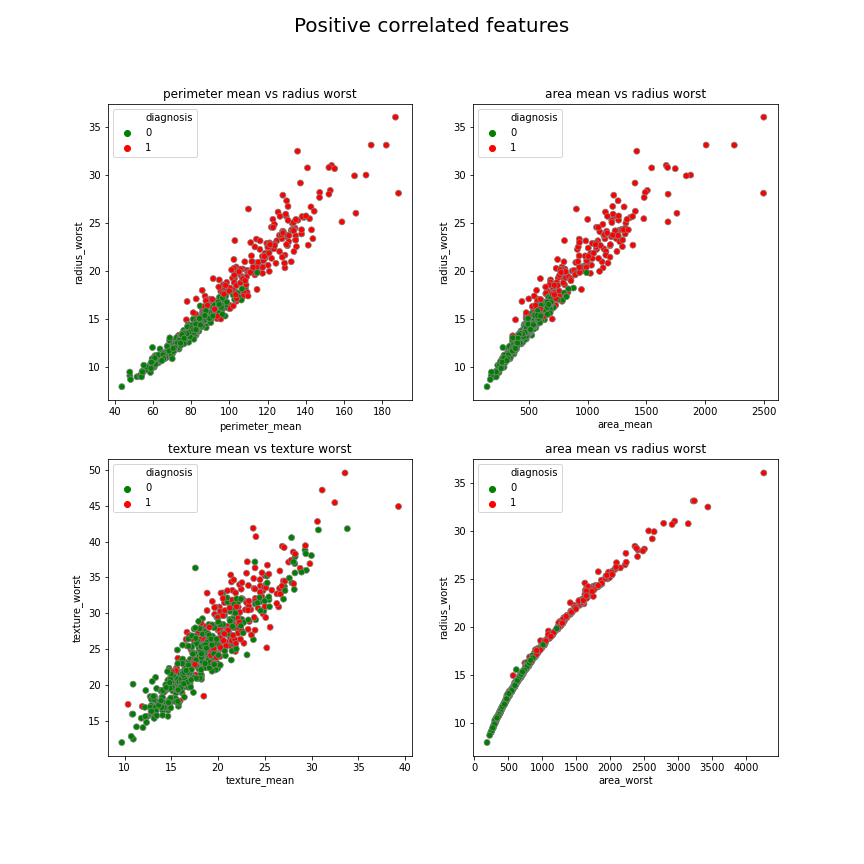 Positive correlated features
perimeter mean vs radius worst
diagnosis
0
1
35
30
25
20
15
10
radius_worst
40 60 80 100 120 140 160 180
perimeter_mean
area mean vs radius worst
diagnosis
0
1
35
30
25
20
15
10
radius_worst
500 1000 1500 2000 2500
area_mean
texture mean vs texture worst
diagnosis
0
1
50
45
40
35
30
25
20
15
texture_worst
10 15 20 25 30 35 40
texture_mean
area mean vs radius worst
diagnosis
0
1
35
30
25
20
15
10
radius_worst
0 500 1000 1500 2000 2500 3000 3500 4000
area_worst